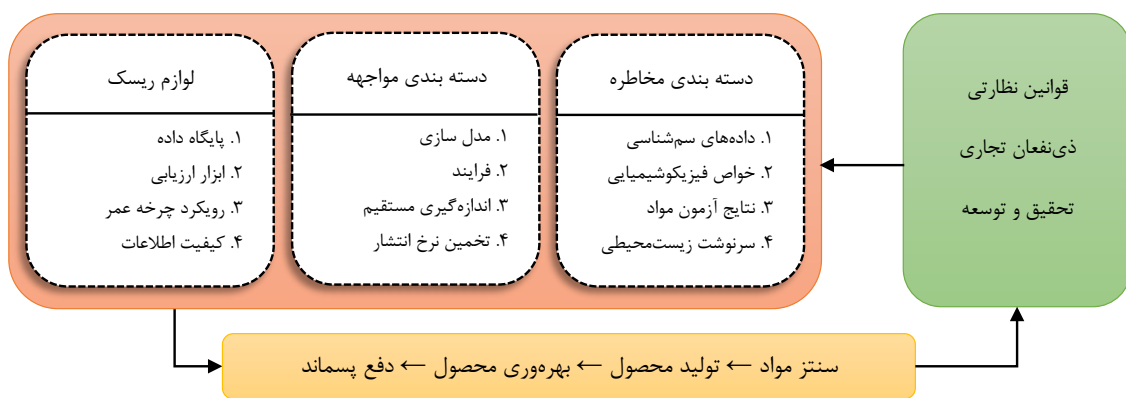 قوانین نظارتی
ذی‌نفعان تجاری
تحقیق و توسعه
دسته بندی مخاطره
۱. داده‌های سم‌شناسی
۲. خواص فیزیکوشیمیایی
۳. نتایج آزمون مواد
۴. سرنوشت زیست‌محیطی
دسته بندی مواجهه
۱. مدل سازی
۲. فرایند
۳. اندازه‌گیری مستقیم
۴. تخمین نرخ انتشار
لوازم ریسک
۱. پایگاه داده
۲. ابزار ارزیابی
۳. رویکرد چرخه عمر
۴. کیفیت اطلاعات
سنتز مواد ← تولید محصول ← بهره‌وری محصول ← دفع پسماند